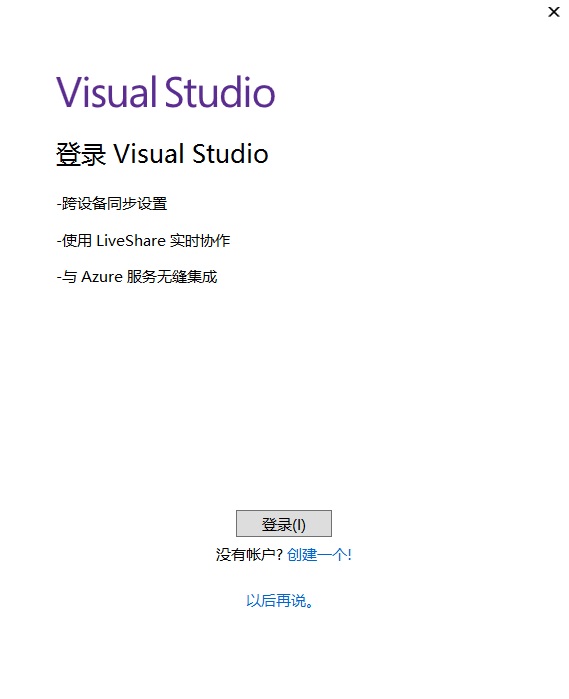 Visual Studio
登录 Visual Studio
-跨设备同步设置
-使用 LiveShare 实时协作
-与 Azure 服务无缝集成
登录(I)
没有帐户? 创建一个!
以后再说。